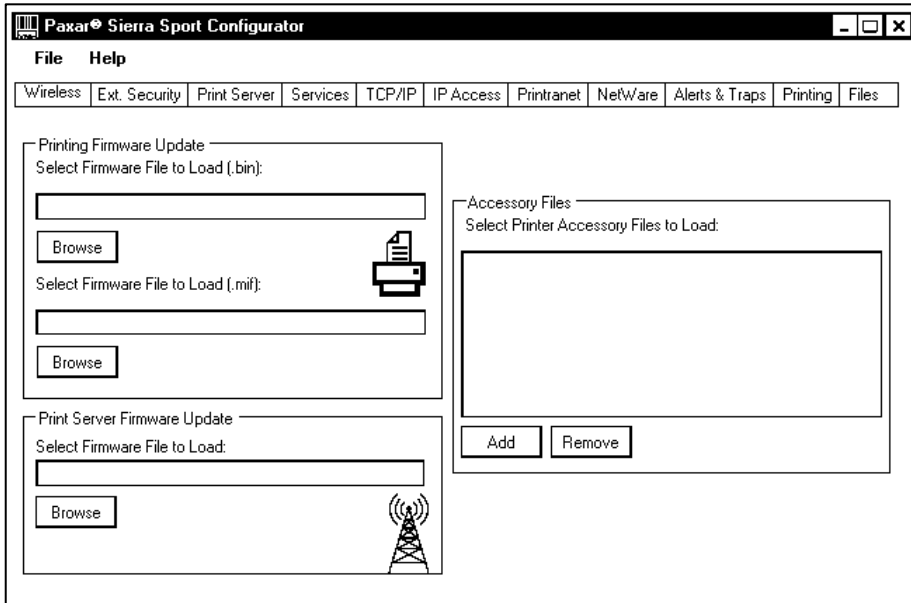 Paxar® Sierra Sport Configurator
File Help
Wireless Ext. Security Print Server Services TCP/IP IP Access Printranet NetWare Alerts & Traps Printing Files
Printing Firmware Update
Select Firmware File to Load (.bin):
Browse
Select Firmware File to Load (.mif):
Browse
Print Server Firmware Update
Select Firmware File to Load:
Browse
Accessory Files
Select Printer Accessory Files to Load:
Add Remove